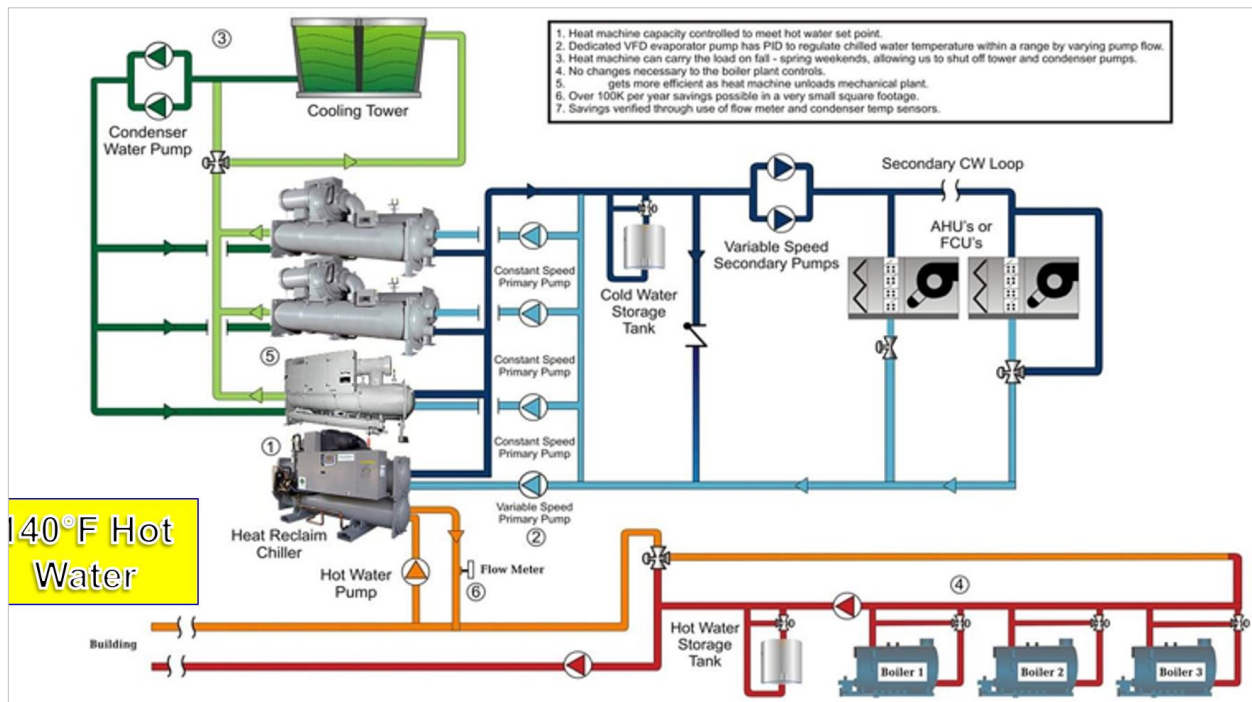 ③
Cooling Tower
Condenser
Water Pump
1. Heat machine capacity controlled to meet hot water set point.
2. Dedicated VFD evaporator pump has PID to regulate chilled water temperature within a range by varying pump flow.
3. Heat machine can carry the load on fall - spring weekends, allowing us to shut off tower and condenser pumps.
4. No changes necessary to the boiler plant controls.
5. gets more efficient as heat machine unloads mechanical plant.
6. Over 100K per year savings possible in a very small square footage.
7. Savings verified through use of flow meter and condenser temp sensors.
Secondary CW Loop
AHU's or
FCU's
Variable Speed
Secondary Pumps
Constant Speed
Primary Pump
Cold Water
Storage
Tank
⑤
Constant Speed
Primary Pump
①
Constant Speed
Primary Pump
Variable Speed
Primary Pump
②
Heat Reclaim
Chiller
140°F Hot
Water
Hot Water
Pump
Flow Meter
⑥
④
Building
Hot Water
Storage
Tank
Boiler 1
Boiler 2
Boiler 3